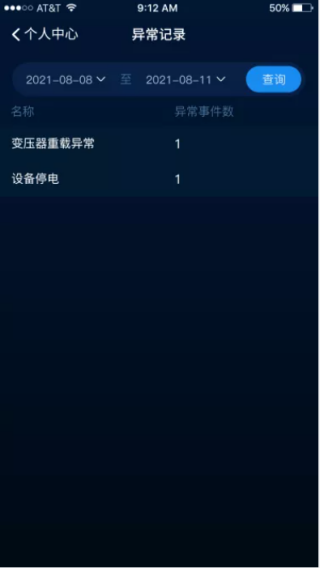 AT&T 9:12 AM 50%
个人中心 异常记录
2021-08-08 至 2021-08-11 查询
名称 异常事件数
变压器重载异常 1
设备停电 1